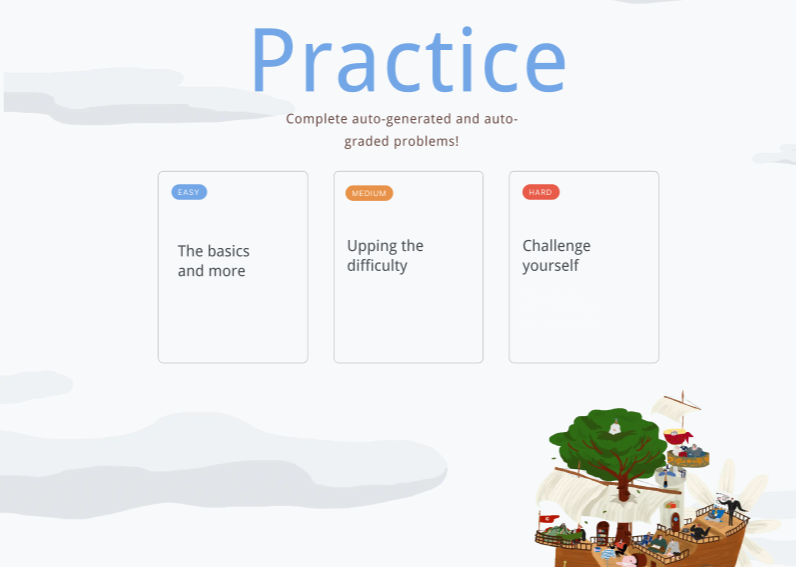 Practice
Complete auto-generated and auto-
graded problems!
EASY
The basics
and more
MEDIUM
Upping the
difficulty
HARD
Challenge
yourself